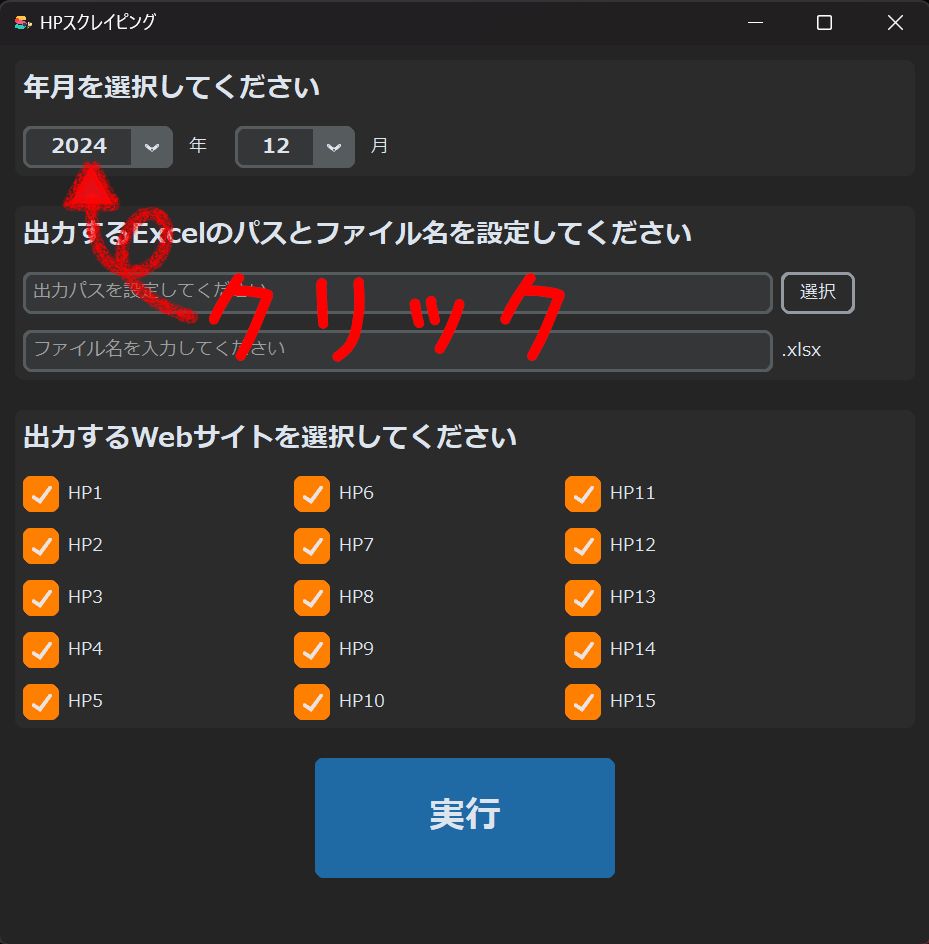 HPスクレイピング
年月を選択してください
2024 年 12 月
出力するExcelのパスとファイル名を設定してください
出力パスを設定してください 選択
クリック
ファイル名を入力してください .xlsx
出力するWebサイトを選択してください
HP1 HP6 HP11
HP2 HP7 HP12
HP3 HP8 HP13
HP4 HP9 HP14
HP5 HP10 HP15
実行